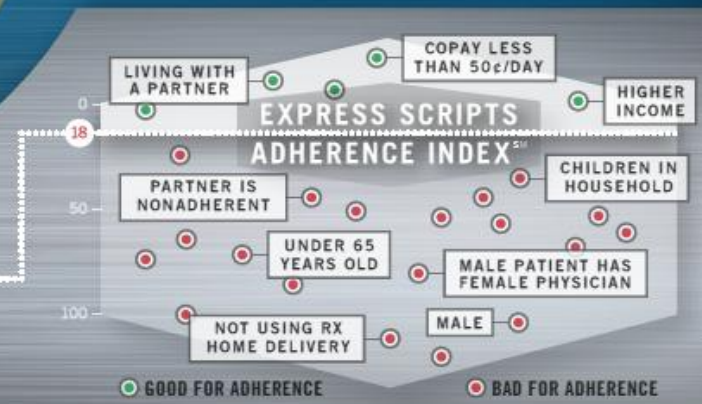 COPAY LESS
THAN 50¢/DAY
LIVING WITH
A PARTNER
HIGHER
INCOME
0
EXPRESS SCRIPTS
18
ADHERENCE INDEX℠
CHILDREN IN
HOUSEHOLD
PARTNER IS
NONADHERENT
50
UNDER 65
YEARS OLD
MALE PATIENT HAS
FEMALE PHYSICIAN
100
NOT USING RX
HOME DELIVERY
MALE
GOOD FOR ADHERENCE
BAD FOR ADHERENCE